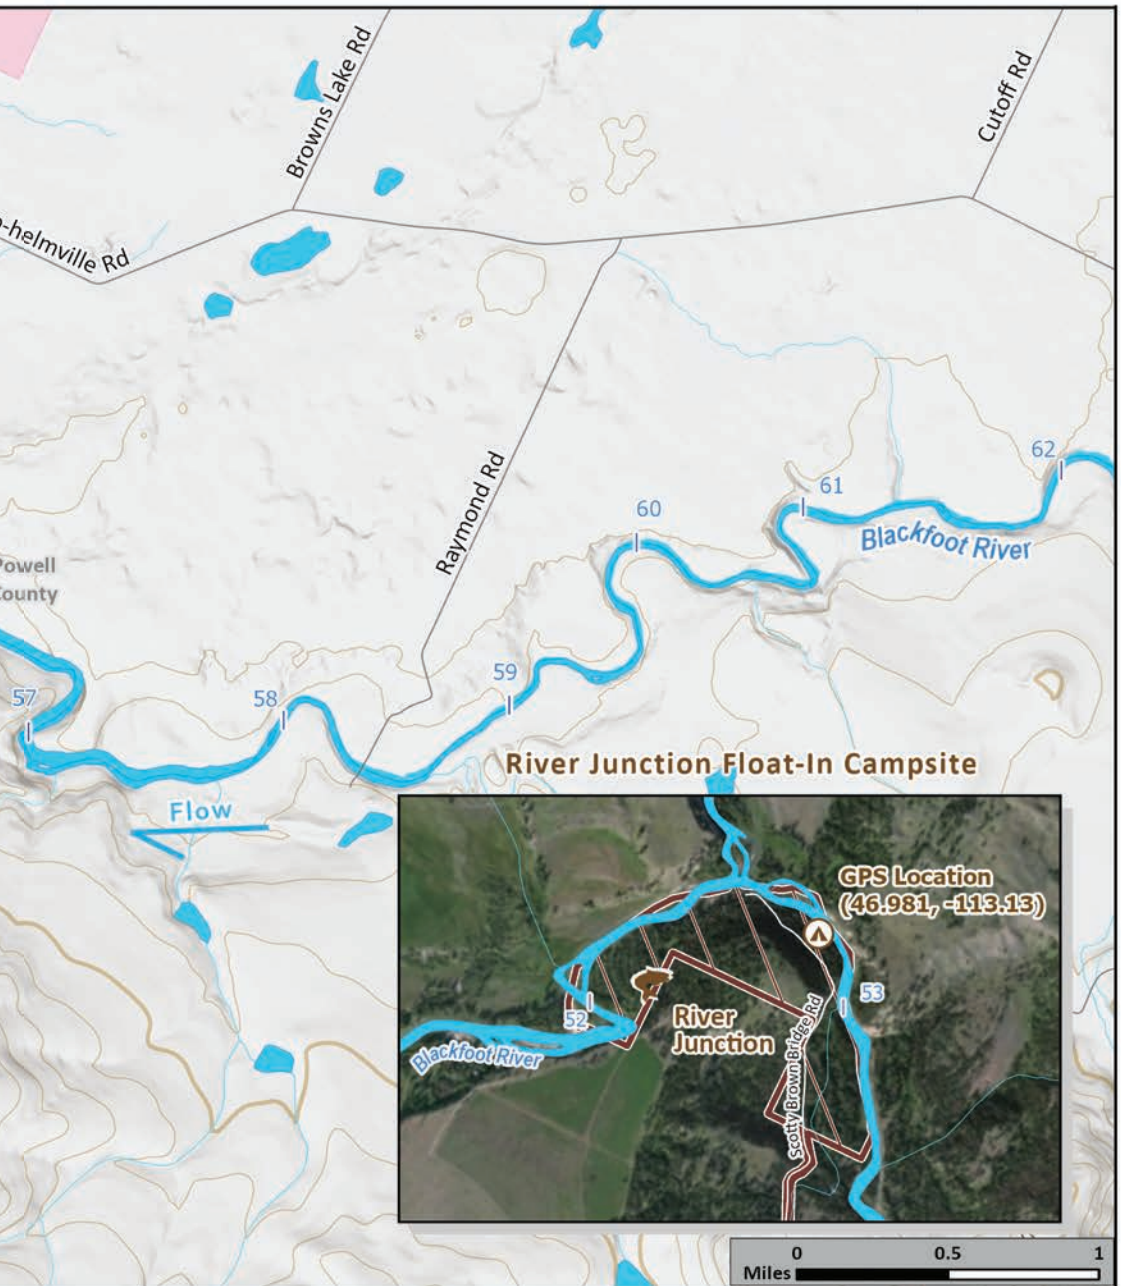 Browns Lake Rd
Cutoff Rd
-helmville Rd
Raymond Rd
62
61
60
Blackfoot River
Powell
County
59
58
57
River Junction Float-In Campsite
Flow
GPS Location
(46.981, -113.13)
53
52
River
Junction
Blackfoot River
Scotty Brown Bridge Rd
0 0.5 1
Miles